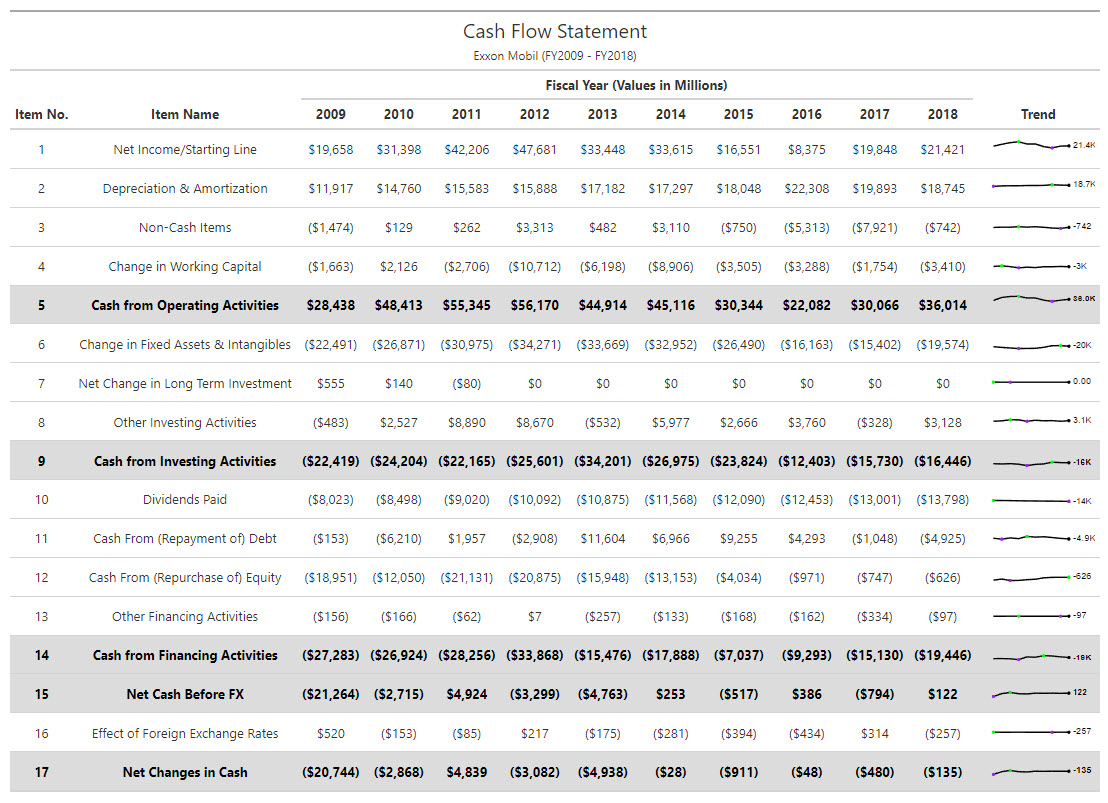 Cash Flow Statement
Exxon Mobil (FY2009 - FY2018)
Fiscal Year (Values in Millions)
Item No. Item Name 2009 2010 2011 2012 2013 2014 2015 2016 2017 2018 Trend
1 Net Income/Starting Line $19,658 $31,398 $42,206 $47,681 $33,448 $33,615 $16,551 $8,375 $19,848 $21,421 21.4K
2 Depreciation & Amortization $11,917 $14,760 $15,583 $15,888 $17,182 $17,297 $18,048 $22,308 $19,893 $18,745 18.7K
3 Non-Cash Items ($1,474) $129 $262 $3,313 $482 $3,110 ($750) ($5,313) ($7,921) ($742) -742
4 Change in Working Capital ($1,663) $2,126 ($2,706) ($10,712) ($6,198) ($8,906) ($3,505) ($3,288) ($1,754) ($3,410) -3K
5 Cash from Operating Activities $28,438 $48,413 $55,345 $56,170 $44,914 $45,116 $30,344 $22,082 $30,066 $36,014 36.0K
6 Change in Fixed Assets & Intangibles ($22,491) ($26,871) ($30,975) ($34,271) ($33,669) ($32,952) ($26,490) ($16,163) ($15,402) ($19,574) -20K
7 Net Change in Long Term Investment $555 $140 ($80) $0 $0 $0 $0 $0 $0 $0 0.00
8 Other Investing Activities ($483) $2,527 $8,890 $8,670 ($532) $5,977 $2,666 $3,760 ($328) $3,128 3.1K
9 Cash from Investing Activities ($22,419) ($24,204) ($22,165) ($25,601) ($34,201) ($26,975) ($23,824) ($12,403) ($15,730) ($16,446) -16K
10 Dividends Paid ($8,023) ($8,498) ($9,020) ($10,092) ($10,875) ($11,568) ($12,090) ($12,453) ($13,001) ($13,798) -14K
11 Cash From (Repayment of) Debt ($153) ($6,210) $1,957 ($2,908) $11,604 $6,966 $9,255 $4,293 ($1,048) ($4,925) -4.9K
12 Cash From (Repurchase of) Equity ($18,951) ($12,050) ($21,131) ($20,875) ($15,948) ($13,153) ($4,034) ($971) ($747) ($626) -626
13 Other Financing Activities ($156) ($166) ($62) $7 ($257) ($133) ($168) ($162) ($334) ($97) -97
14 Cash from Financing Activities ($27,283) ($26,924) ($28,256) ($33,868) ($15,476) ($17,888) ($7,037) ($9,293) ($15,130) ($19,446) -19K
15 Net Cash Before FX ($21,264) ($2,715) $4,924 ($3,299) ($4,763) $253 ($517) $386 ($794) $122 122
16 Effect of Foreign Exchange Rates $520 ($153) ($85) $217 ($175) ($281) ($394) ($434) $314 ($257) -257
17 Net Changes in Cash ($20,744) ($2,868) $4,839 ($3,082) ($4,938) ($28) ($911) ($48) ($480) ($135) -135